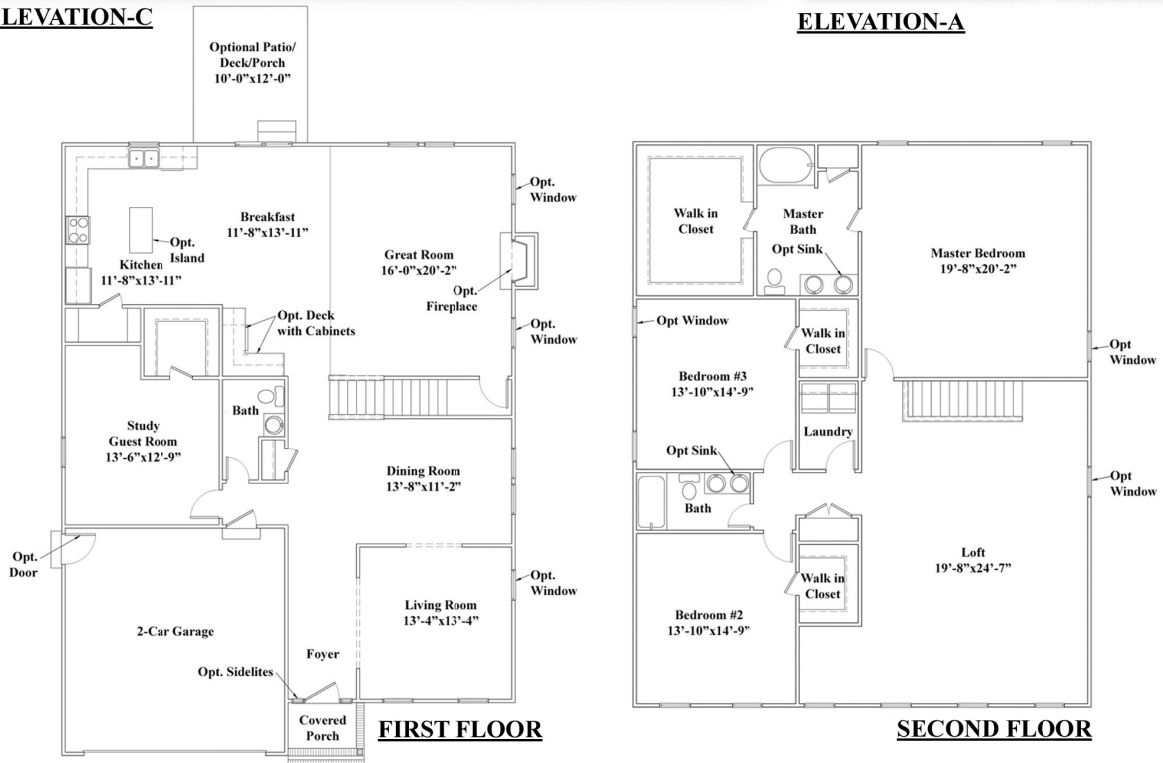 LEVATION-C
ELEVATION-A
Optional Patio/
Deck/Porch
10’-0”x12’-0”
Opt.
Window
Breakfast
11’-8”x13’-11”
Opt.
Island
Kitchen
11’-8”x13’-11”
Great Room
16’-0”x20’-2”
Opt.
Fireplace
Opt. Deck
with Cabinets
Opt.
Window
Bath
Study
Guest Room
13’-6”x12’-9”
Dining Room
13’-8”x11’-2”
Opt.
Door
Opt.
Window
Living Room
13’-4”x13’-4”
2-Car Garage
Foyer
Opt. Sidelites
Covered
Porch
FIRST FLOOR
Walk in
Closet
Master
Bath
Opt Sink
Master Bedroom
19’-8”x20’-2”
Opt Window
Walk in
Closet
Opt
Window
Bedroom #3
13’-10”x14’-9”
Laundry
Opt Sink
Opt
Window
Bath
Loft
19’-8”x24’-7”
Walk in
Closet
Bedroom #2
13’-10”x14’-9”
SECOND FLOOR